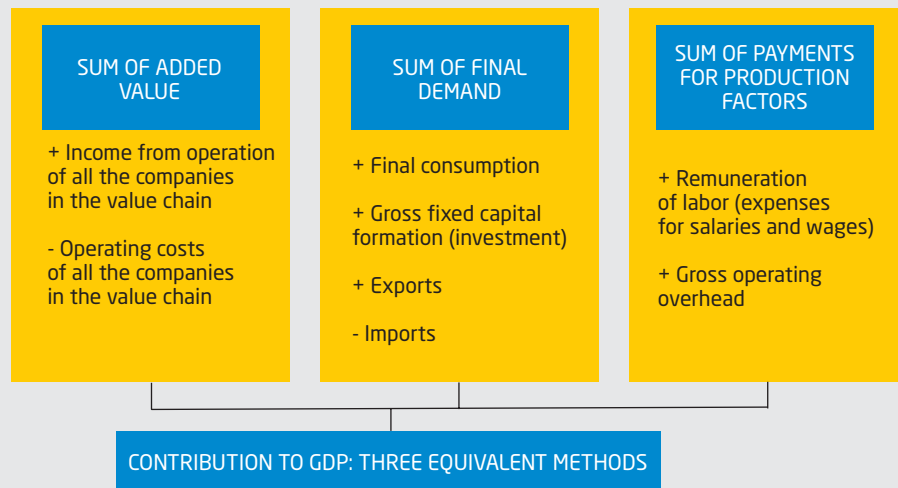 SUM OF ADDED
VALUE
+ Income from operation
of all the companies
in the value chain
- Operating costs
of all the companies
in the value chain
SUM OF FINAL
DEMAND
+ Final consumption
+ Gross fixed capital
formation (investment)
+ Exports
- Imports
SUM OF PAYMENTS
FOR PRODUCTION
FACTORS
+ Remuneration
of labor (expenses
for salaries and wages)
+ Gross operating
overhead
CONTRIBUTION TO GDP: THREE EQUIVALENT METHODS